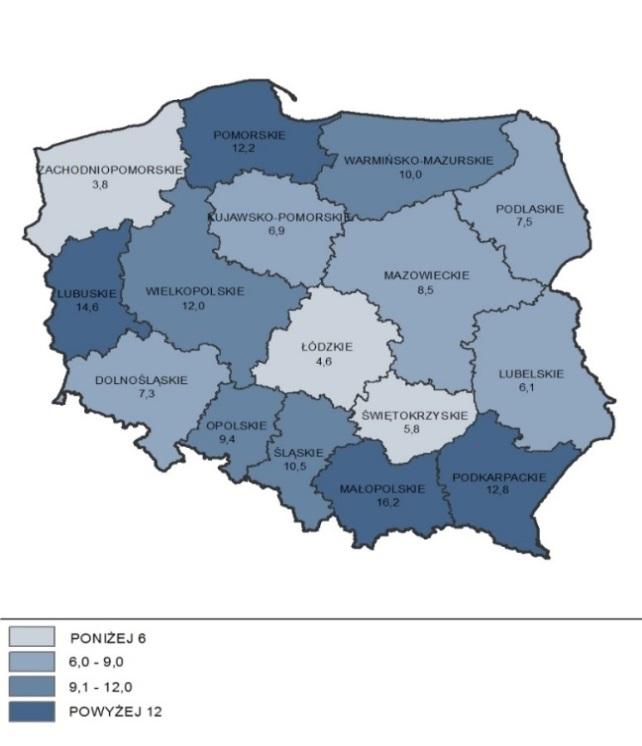 POMORSKIE
12,2
WARMIŃSKO-MAZURSKIE
10,0
ZACHODNIOPOMORSKIE
3,8
PODLASKIE
7,5
KUJAWSKO-POMORSKIE
6,9
MAZOWIECKIE
8,5
LUBUSKIE
14,6
WIELKOPOLSKIE
12,0
ŁÓDZKIE
4,6
LUBELSKIE
6,1
DOLNOŚLĄSKIE
7,3
ŚWIĘTOKRZYSKIE
5,8
OPOLSKIE
9,4
ŚLĄSKIE
10,5
MAŁOPOLSKIE
16,2
PODKARPACKIE
12,8
PONIŻEJ 6
6,0 - 9,0
9,1 - 12,0
POWYŻEJ 12